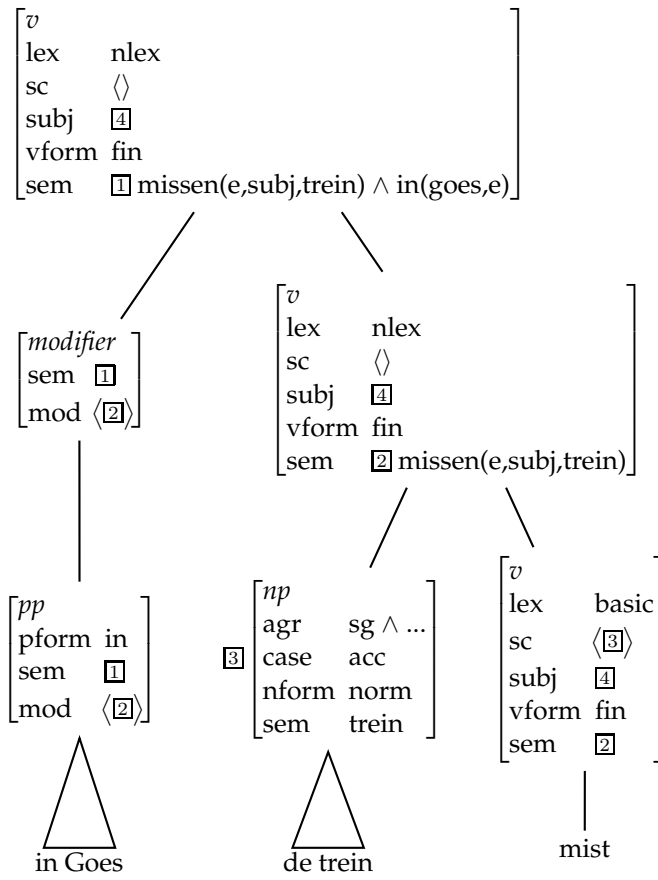 v
lex nlex
sc ⟨⟩
subj 4
vform fin
sem 1 missen(e,subj,trein) ∧ in(goes,e)
modifier
sem 1
mod ⟨2⟩
v
lex nlex
sc ⟨⟩
subj 4
vform fin
sem 2 missen(e,subj,trein)
pp
pform in
sem 1
mod ⟨2⟩
in Goes
3
np
agr sg ∧ ...
case acc
nform norm
sem trein
de trein
v
lex basic
sc ⟨3⟩
subj 4
vform fin
sem 2
mist